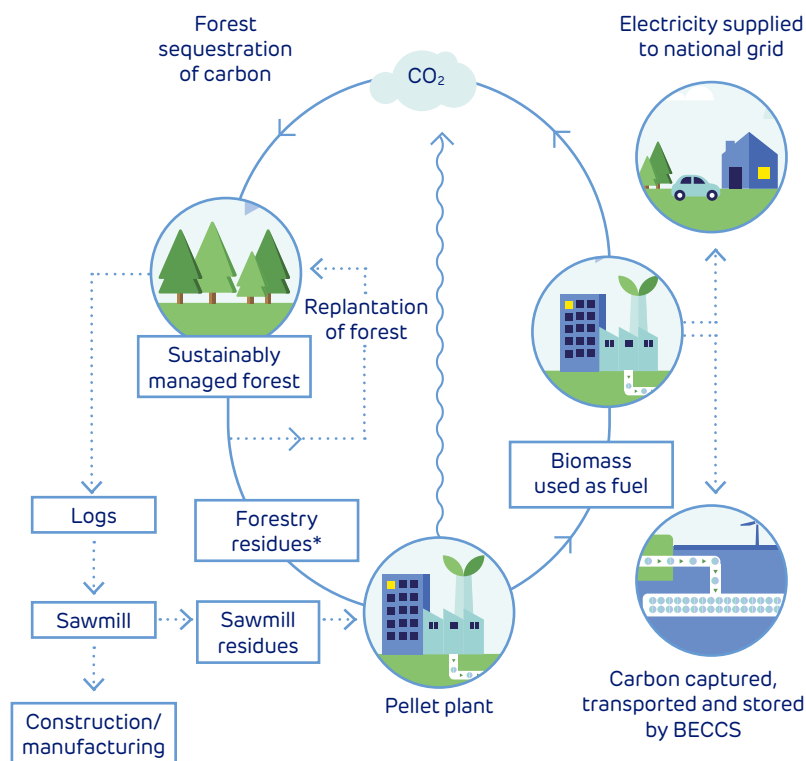 Forest
sequestration
of carbon
CO₂
Electricity supplied
to national grid
Replantation
of forest
Sustainably
managed forest
Biomass
used as fuel
Logs
Forestry
residues*
Sawmill
Sawmill
residues
Pellet plant
Construction/
manufacturing
Carbon captured,
transported and stored
by BECCS